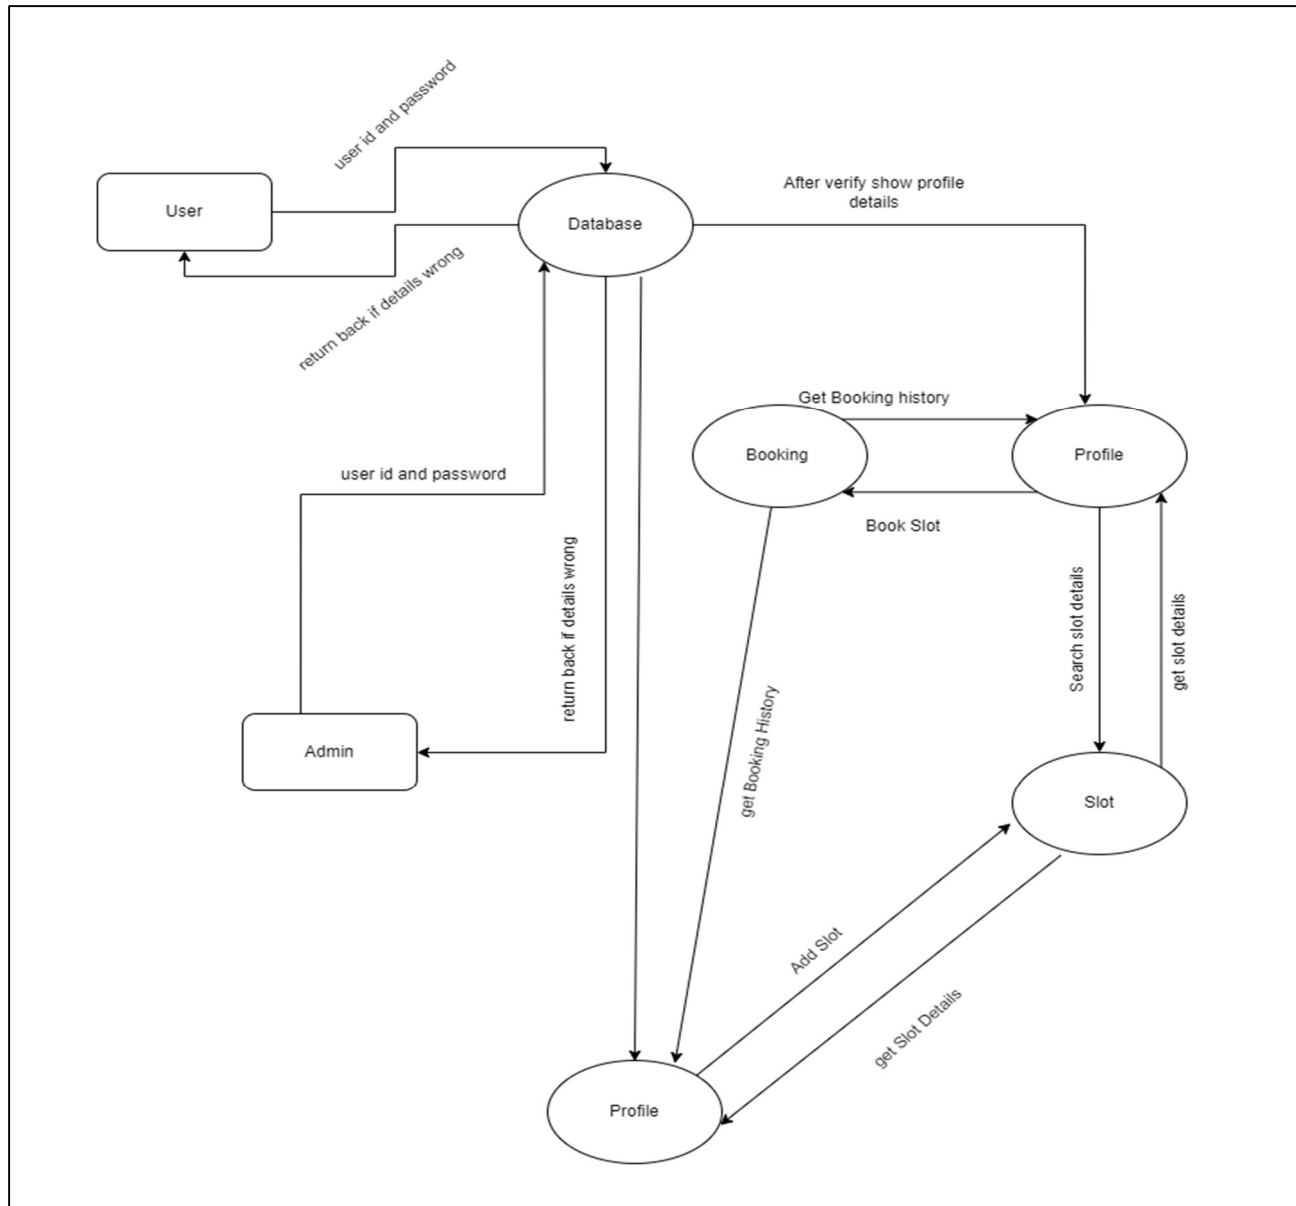 user id and password
After verify show profile
details
User
Database
return back if details wrong
Get Booking history
Booking
Profile
user id and password
Book Slot
return back if details wrong
Search slot details
get slot details
get Booking History
Admin
Slot
Add Slot
get Slot Details
Profile